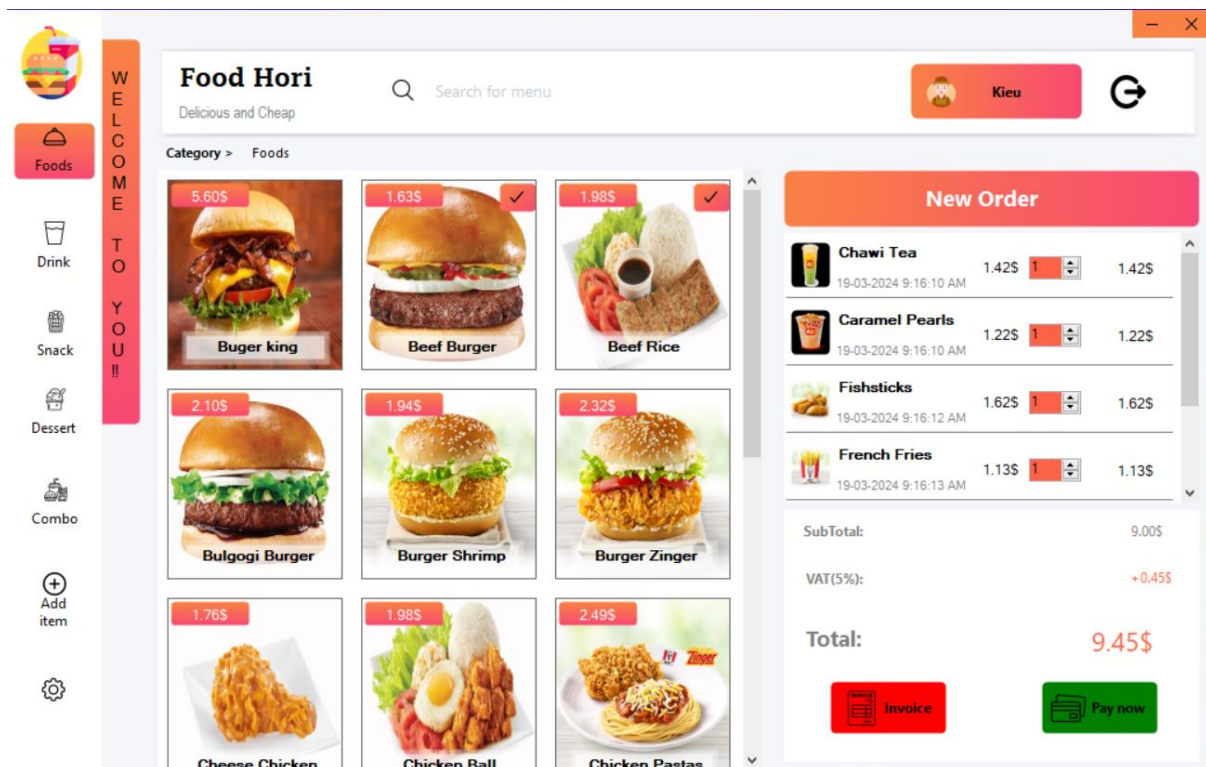 Food Hori
Delicious and Cheap
Search for menu
Kieu
WELCOME TO YOU!!
Foods
Drink
Snack
Dessert
Combo
Add
item
Category > Foods
5.60$
Buger king
1.63$
Beef Burger
1.98$
Beef Rice
2.10$
Bulgogi Burger
1.94$
Burger Shrimp
2.32$
Burger Zinger
1.76$
Cheese Chicken
1.98$
Chicken Ball
2.49$
Zinger
Chicken Pastas
New Order
Chawi Tea
1.42$ 1 1.42$
19-03-2024 9:16:10 AM
Caramel Pearls
1.22$ 1 1.22$
19-03-2024 9:16:10 AM
Fishsticks
1.62$ 1 1.62$
19-03-2024 9:16:12 AM
French Fries
1.13$ 1 1.13$
19-03-2024 9:16:13 AM
SubTotal: 9.00$
VAT(5%): +0.45$
Total: 9.45$
Invoice
Pay now